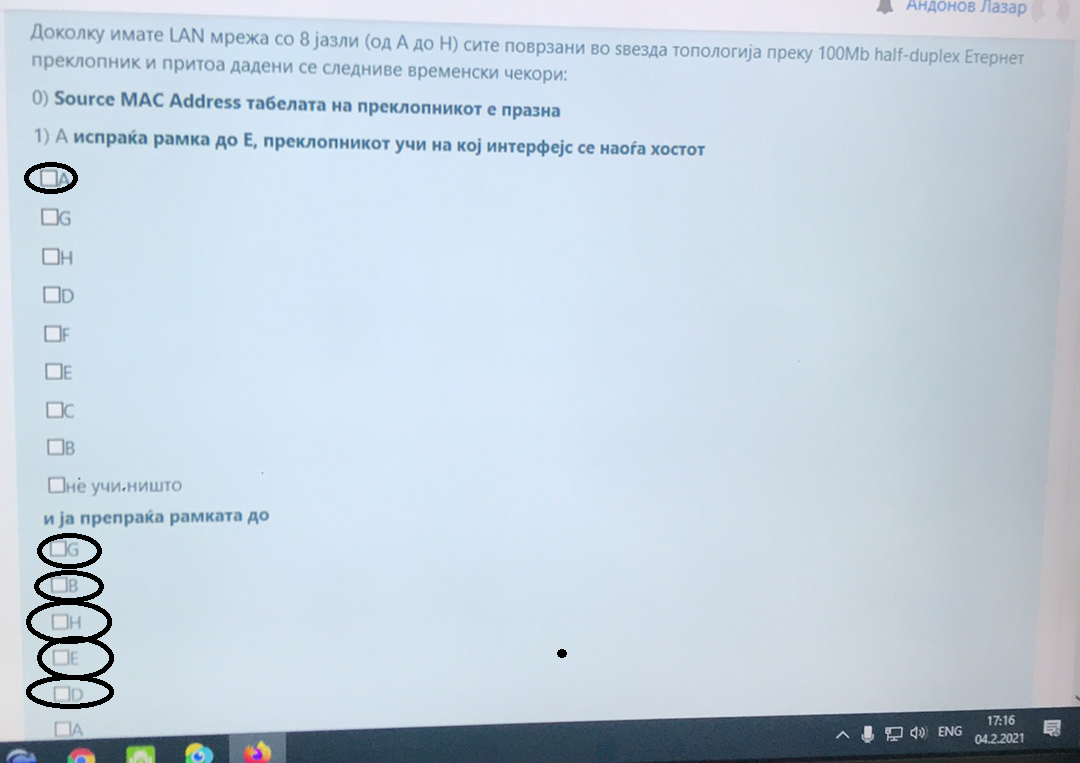 Андонов Лазар
Доколку имате LAN мрежа со 8 јазли (од А до H) сите поврзани во ѕвезда топологија преку 100Mb half-duplex Етернет
преклопник и притоа дадени се следниве временски чекори:
0) Source MAC Address табелата на преклопникот е празна
1) А испраќа рамка до Е, преклопникот учи на кој интерфејс се наоѓа хостот
A
G
H
D
F
E
C
B
не учи ништо
и ја препраќа рамката до
G
B
H
E
D
A
ENG
17:16
04.2.2021